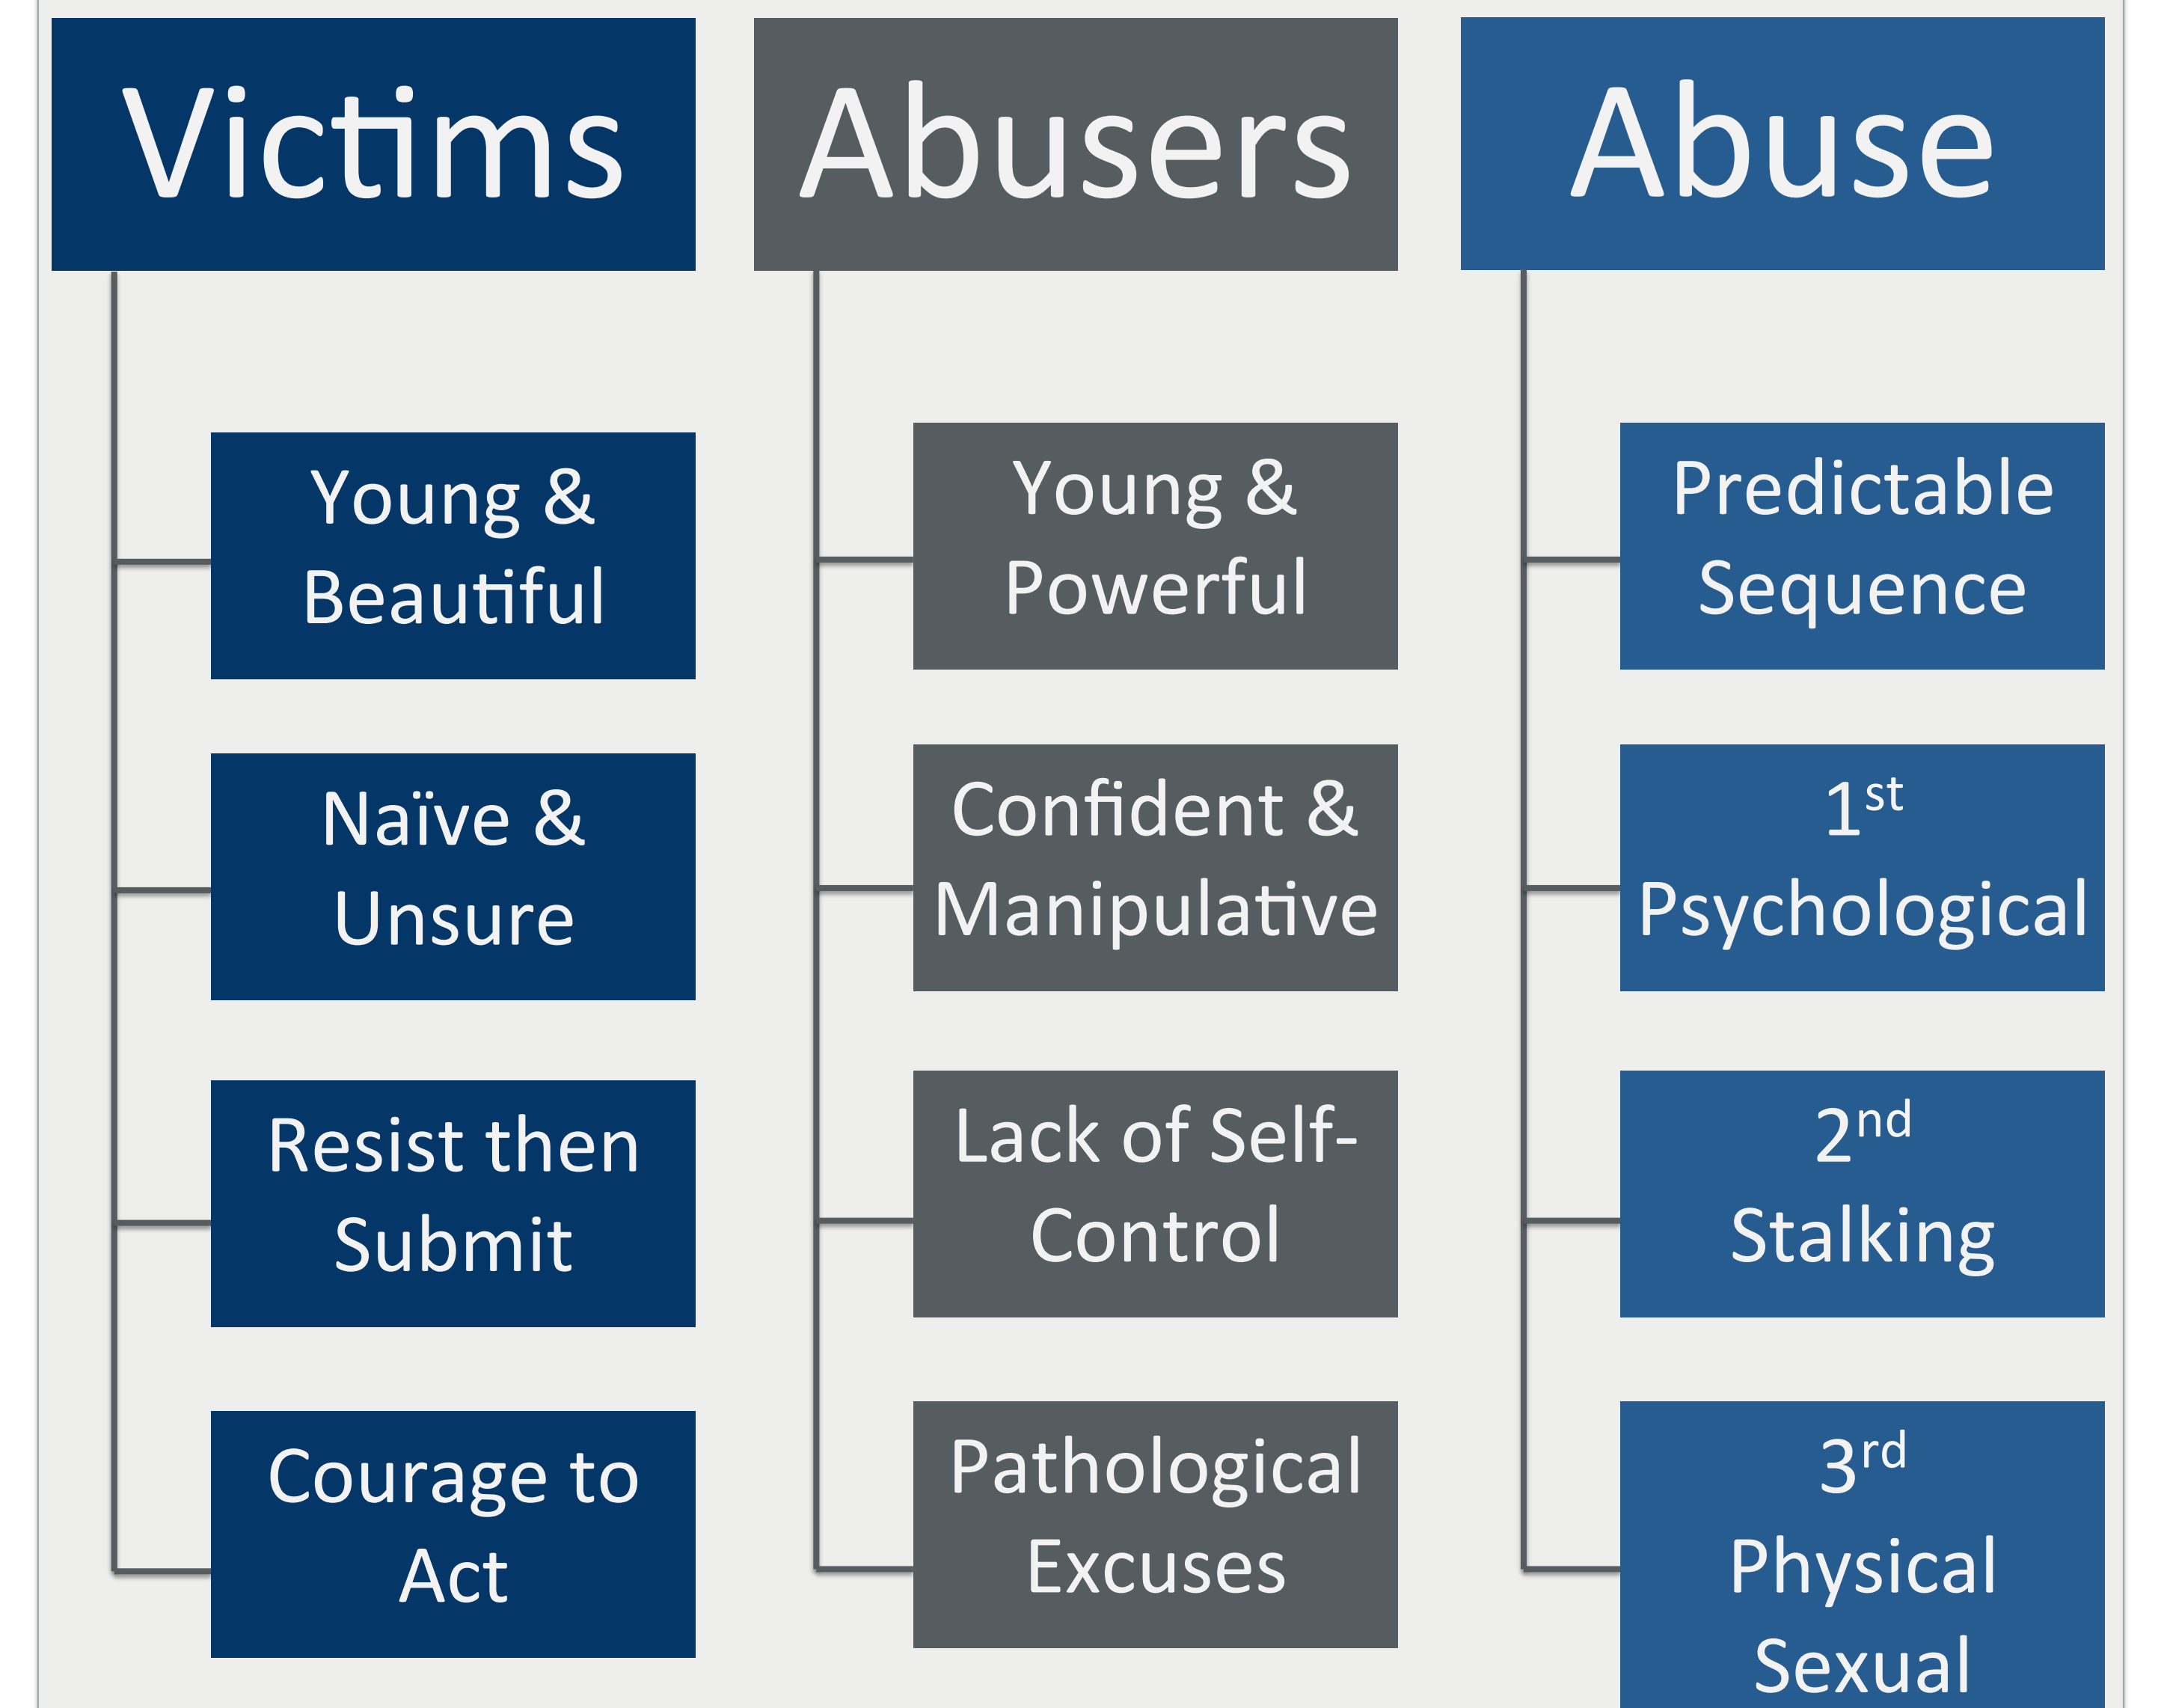 Victims
Young &
Beautiful
Naïve &
Unsure
Resist then
Submit
Courage to
Act
Abusers
Young &
Powerful
Confident &
Manipulative
Lack of Self-
Control
Pathological
Excuses
Abuse
Predictable
Sequence
1st
Psychological
2nd
Stalking
3rd
Physical
Sexual